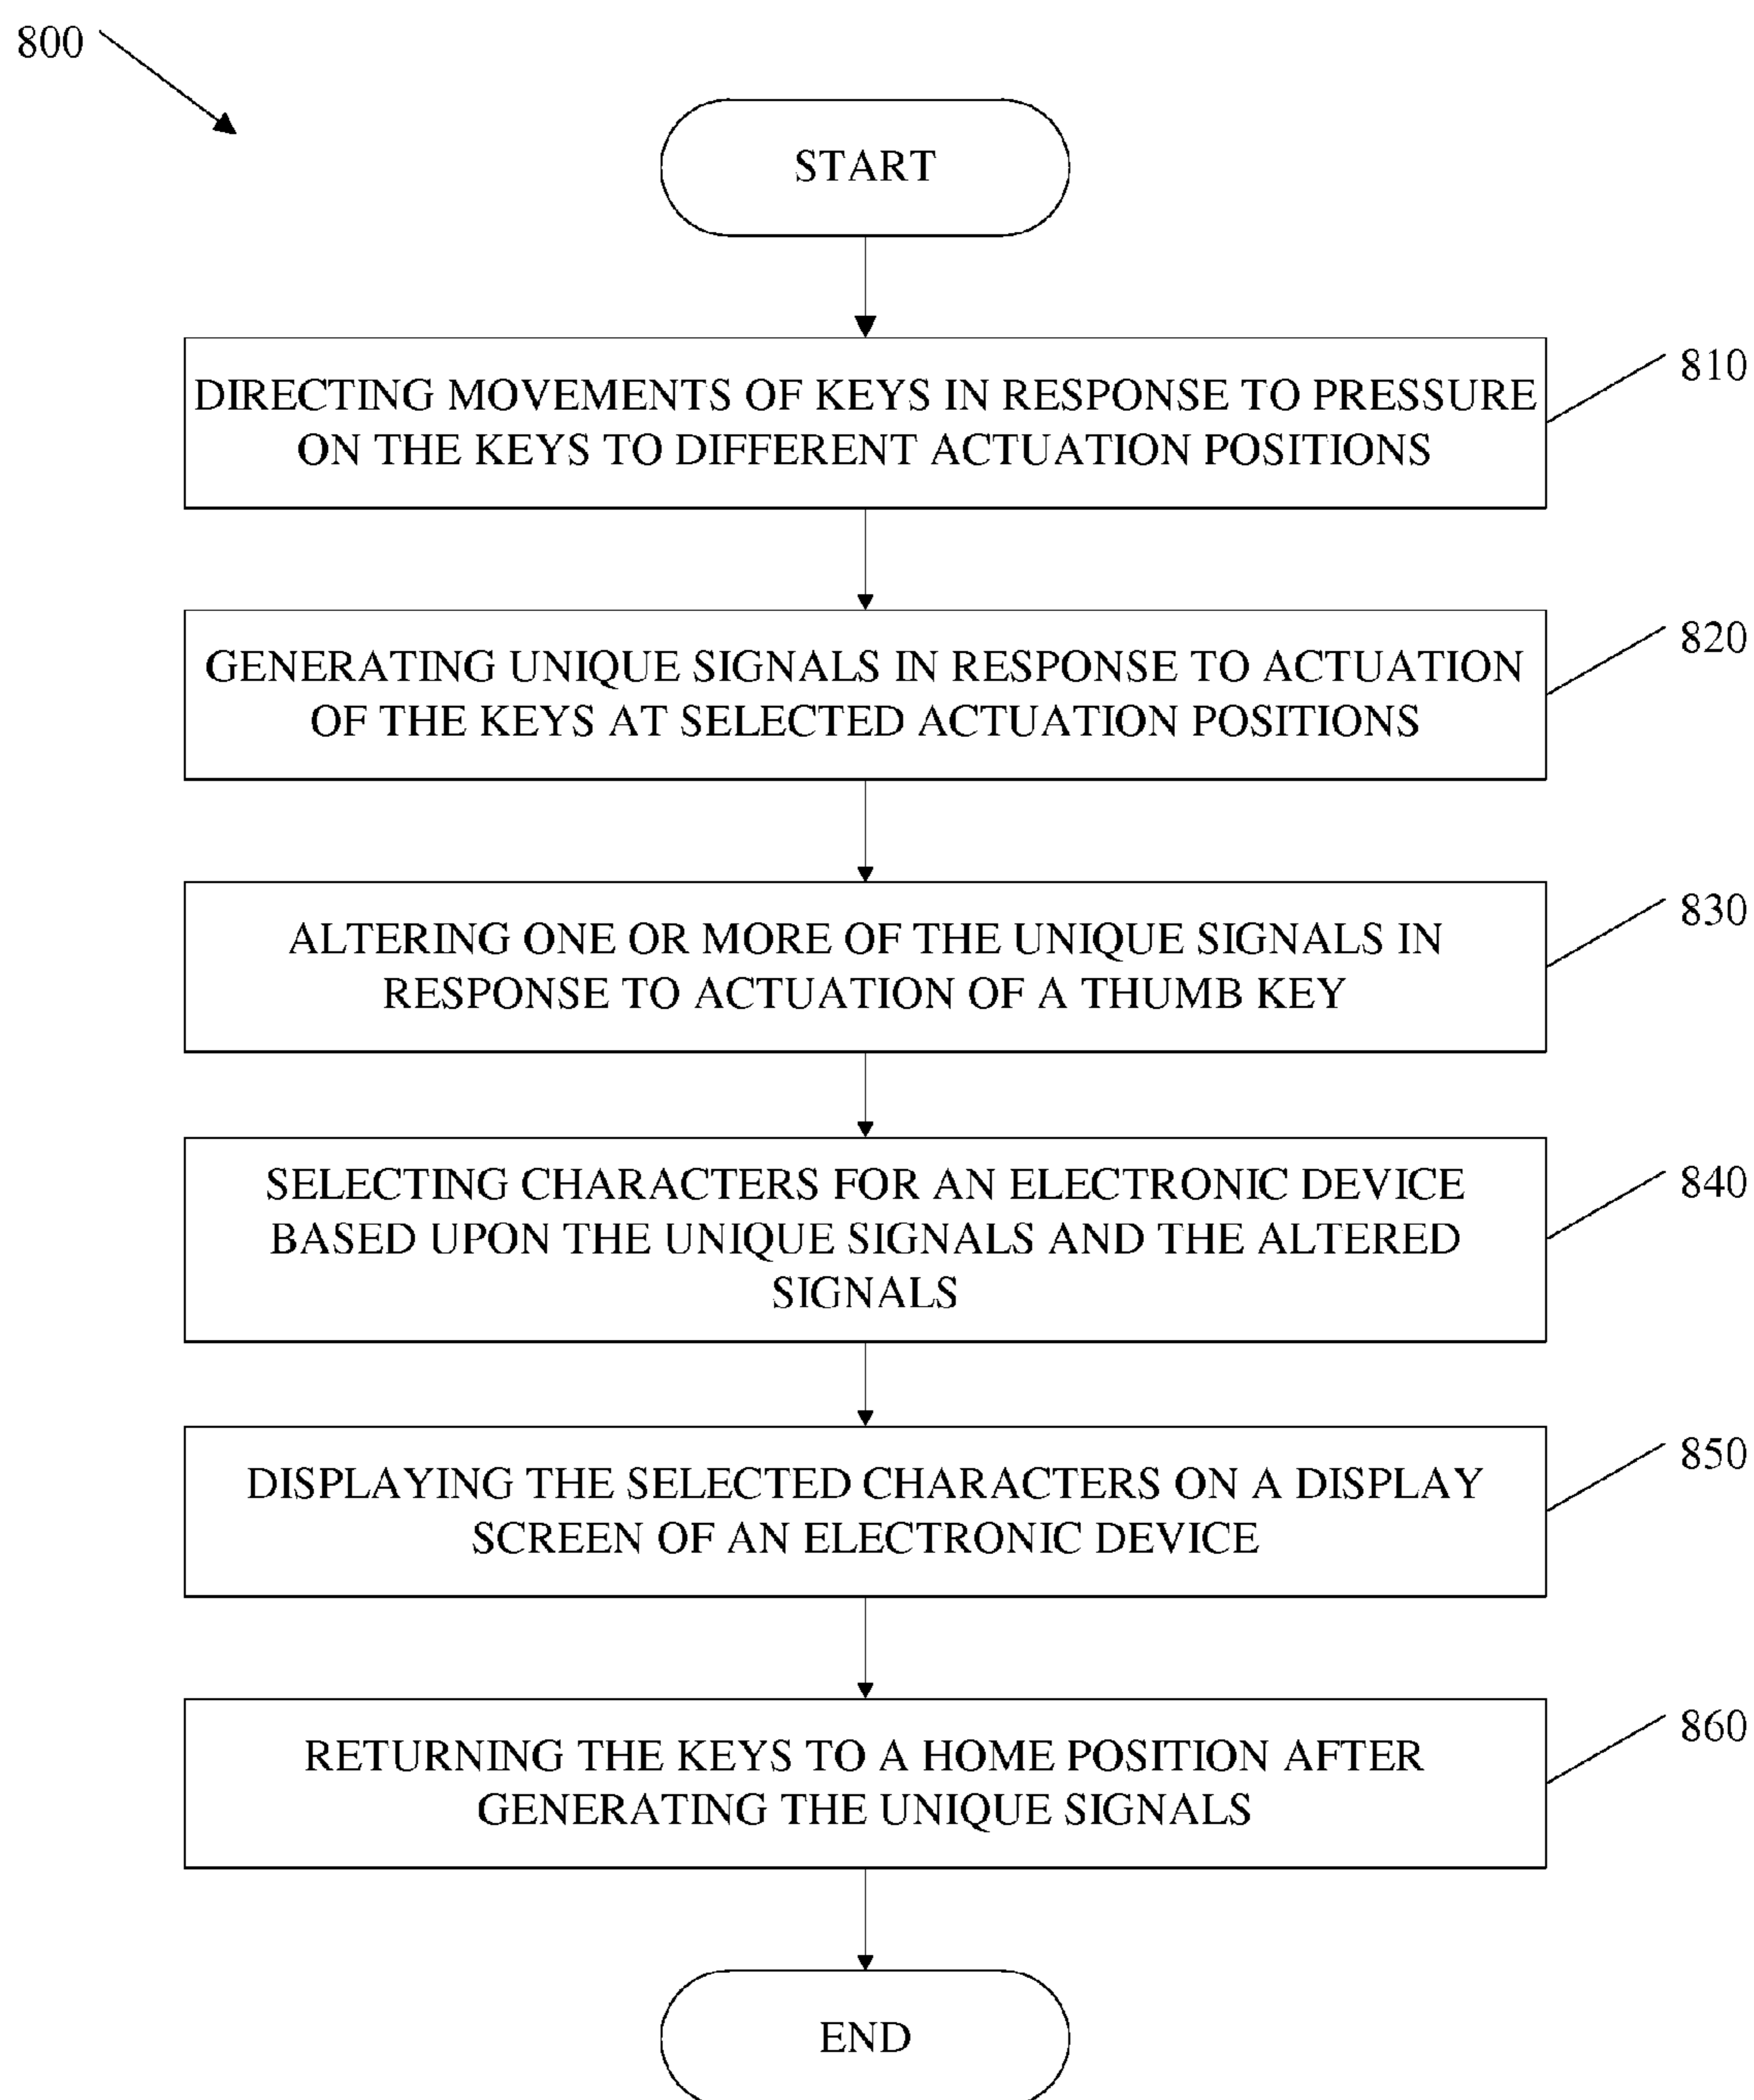 800
START
DIRECTING MOVEMENTS OF KEYS IN RESPONSE TO PRESSURE
ON THE KEYS TO DIFFERENT ACTUATION POSITIONS
810
GENERATING UNIQUE SIGNALS IN RESPONSE TO ACTUATION
OF THE KEYS AT SELECTED ACTUATION POSITIONS
820
ALTERING ONE OR MORE OF THE UNIQUE SIGNALS IN
RESPONSE TO ACTUATION OF A THUMB KEY
830
SELECTING CHARACTERS FOR AN ELECTRONIC DEVICE
BASED UPON THE UNIQUE SIGNALS AND THE ALTERED
SIGNALS
840
DISPLAYING THE SELECTED CHARACTERS ON A DISPLAY
SCREEN OF AN ELECTRONIC DEVICE
850
RETURNING THE KEYS TO A HOME POSITION AFTER
GENERATING THE UNIQUE SIGNALS
860
END